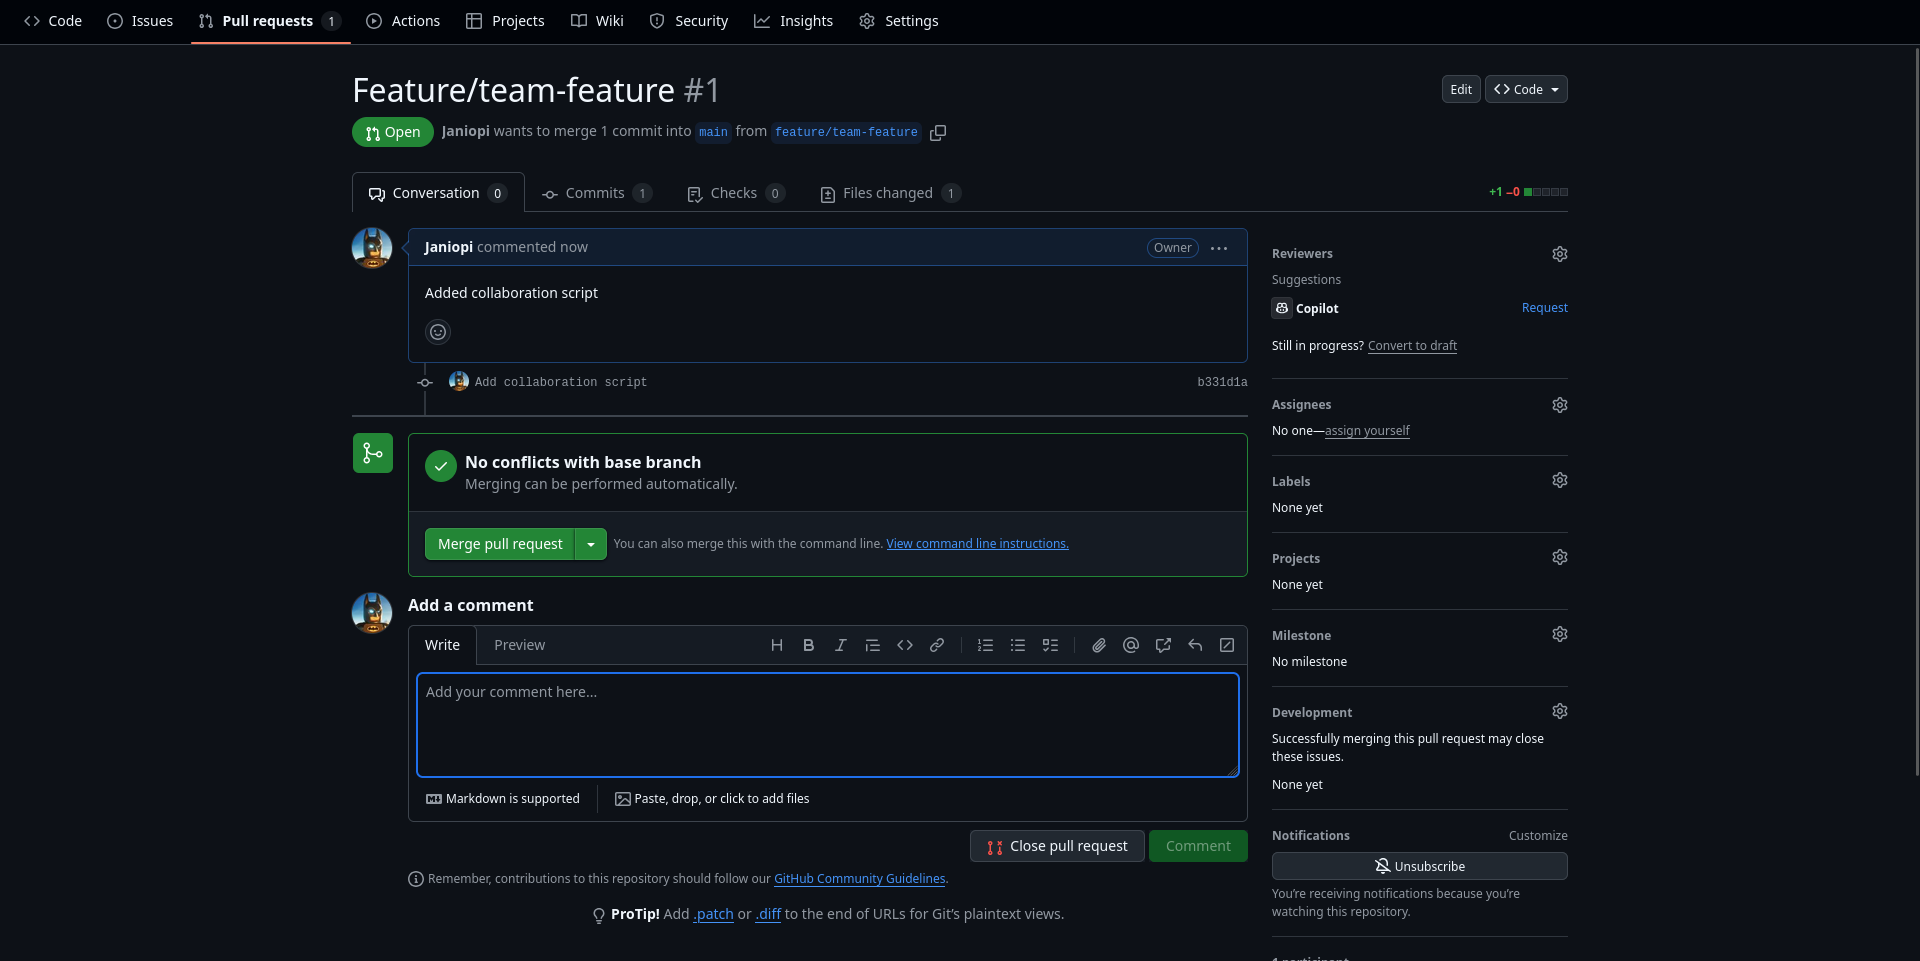 Code Issues Pull requests 1 Actions Projects Wiki Security Insights Settings
Feature/team-feature #1
Edit Code
Open Janiopi wants to merge 1 commit into main from feature/team-feature
Conversation 0 Commits 1 Checks 0 Files changed 1
+1 −0
Janiopi commented now Owner
Added collaboration script
Add collaboration script b331d1a
No conflicts with base branch
Merging can be performed automatically.
Merge pull request You can also merge this with the command line. View command line instructions.
Add a comment
Write Preview
Add your comment here...
Markdown is supported Paste, drop, or click to add files
Close pull request Comment
Remember, contributions to this repository should follow our GitHub Community Guidelines.
ProTip! Add .patch or .diff to the end of URLs for Git's plaintext views.
Reviewers
Suggestions
Copilot Request
Still in progress? Convert to draft
Assignees
No one—assign yourself
Labels
None yet
Projects
None yet
Milestone
No milestone
Development
Successfully merging this pull request may close
these issues.
None yet
Notifications Customize
Unsubscribe
You're receiving notifications because you're
watching this repository.
1 participant